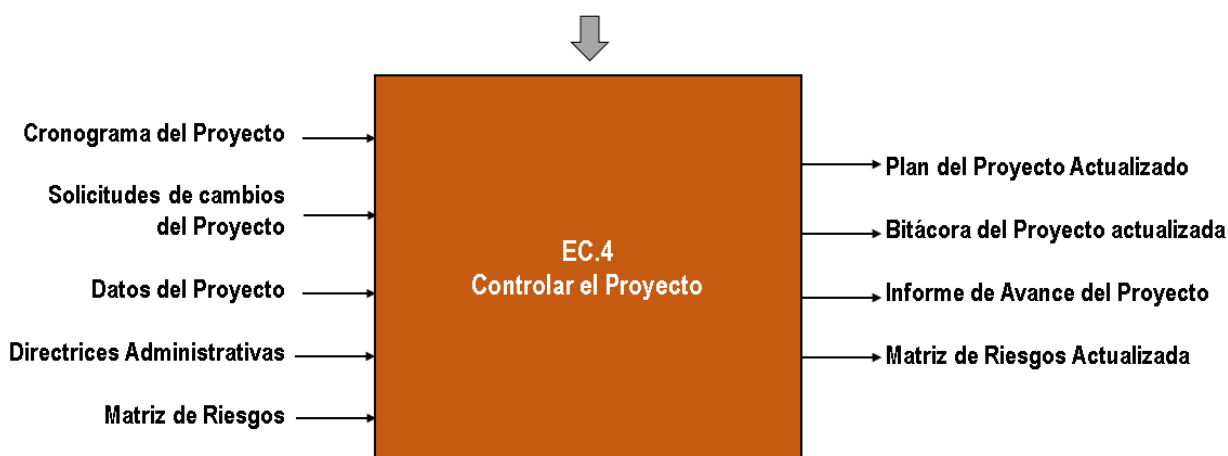 Cronograma del Proyecto
Solicitudes de cambios
del Proyecto
Datos del Proyecto
Directrices Administrativas
Matriz de Riesgos
EC.4
Controlar el Proyecto
Plan del Proyecto Actualizado
Bitácora del Proyecto actualizada
Informe de Avance del Proyecto
Matriz de Riesgos Actualizada